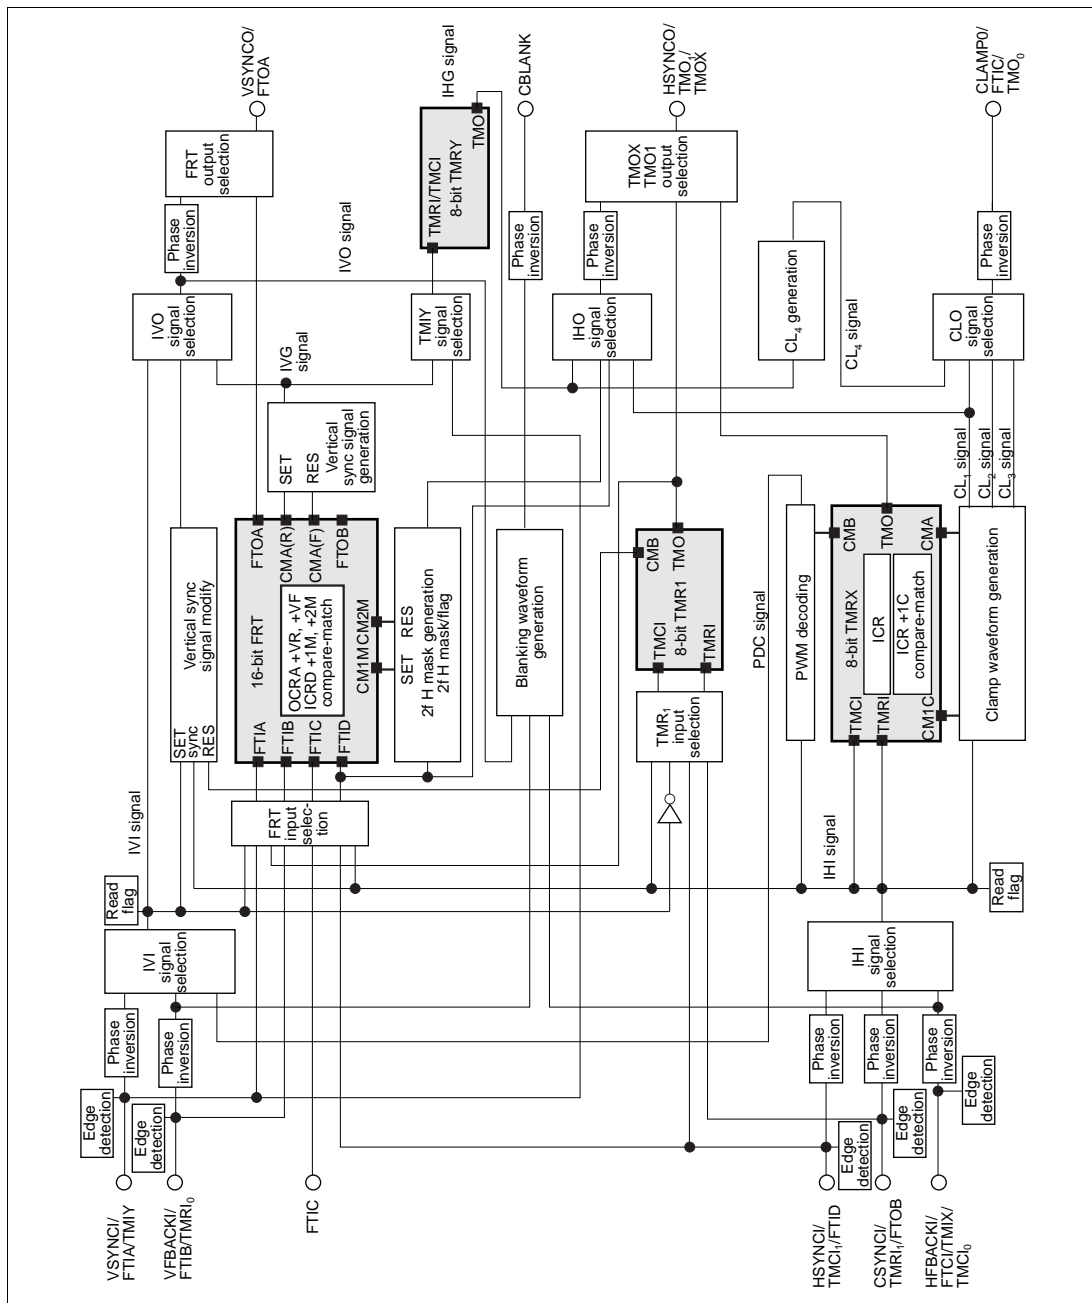 VSYNCO/
FTOA
IHG signal
CBLANK
HSYNCO/
TMO1/
TMOX
CLAMP0/
FTIC/
TMO0
FRT
output
selection
TMO
TMRI/TMCI
8-bit TMRY
TMOX
TMO1
output
selection
Phase
inversion
IVO signal
Phase
inversion
Phase
inversion
Phase
inversion
IVO
signal
selection
IVG
signal
TMIY
signal
selection
IHO
signal
selection
CL4 generation
CL4 signal
CLO
signal
selection
SET
RES
Vertical
sync signal
generation
CL1 signal
CL2 signal
CL3 signal
Vertical sync
signal modify
SET
sync
RES
FTOA
CMA(R)
CMA(F)
FTOB
16-bit FRT
OCRA +VR, +VF
ICRD +1M, +2M
compare-match
CM1M CM2M
FTIA
FTIB
FTIC
FTID
SET RES
2f H mask generation
2f H mask/flag
Blanking waveform
generation
CMB
TMO
TMCI
8-bit TMR1
TMRI
TMR1
input
selection
PDC signal
PWM decoding
CMB
TMO
CMA
8-bit TMRX
ICR
ICR +1C
compare-match
TMCI
TMRI
CM1C
Clamp waveform generation
FRT
input
selec-
tion
IVI signal
IHI signal
Read
flag
Read
flag
IVI
signal
selection
IHI
signal
selection
Phase
inversion
Phase
inversion
Phase
inversion
Phase
inversion
Phase
inversion
Edge
detection
Edge
detection
Edge
detection
Edge
detection
Edge
detection
VSYNCI/
FTIA/TMIY
VFBACKI/
FTIB/TMRI0
FTIC
HSYNCI/
TMCI1/FTID
CSYNCI/
TMRI1/FTOB
HFBACKI/
FTCI/TMIX/
TMCI0